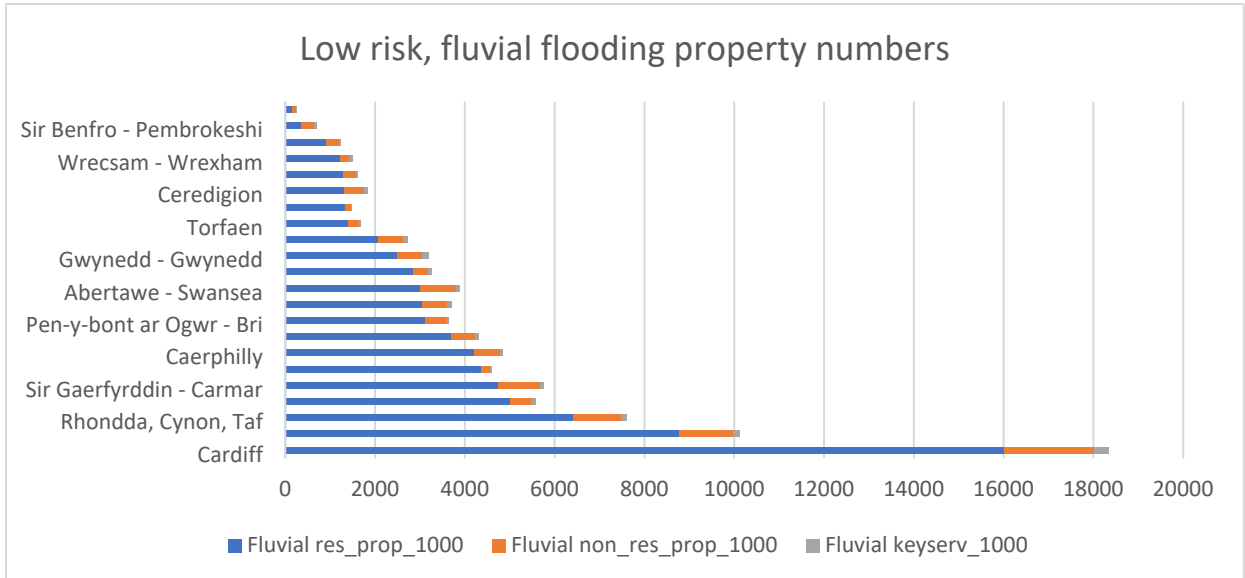 Low risk, fluvial flooding property numbers
Sir Benfro - Pembrokeshi
Wrecsam - Wrexham
Ceredigion
Torfaen
Gwynedd - Gwynedd
Abertawe - Swansea
Pen-y-bont ar Ogwr - Bri
Caerphilly
Sir Gaerfyrddin - Carmar
Rhondda, Cynon, Taf
Cardiff
0 2000 4000 6000 8000 10000 12000 14000 16000 18000 20000
Fluvial res_prop_1000 Fluvial non_res_prop_1000 Fluvial keyserv_1000